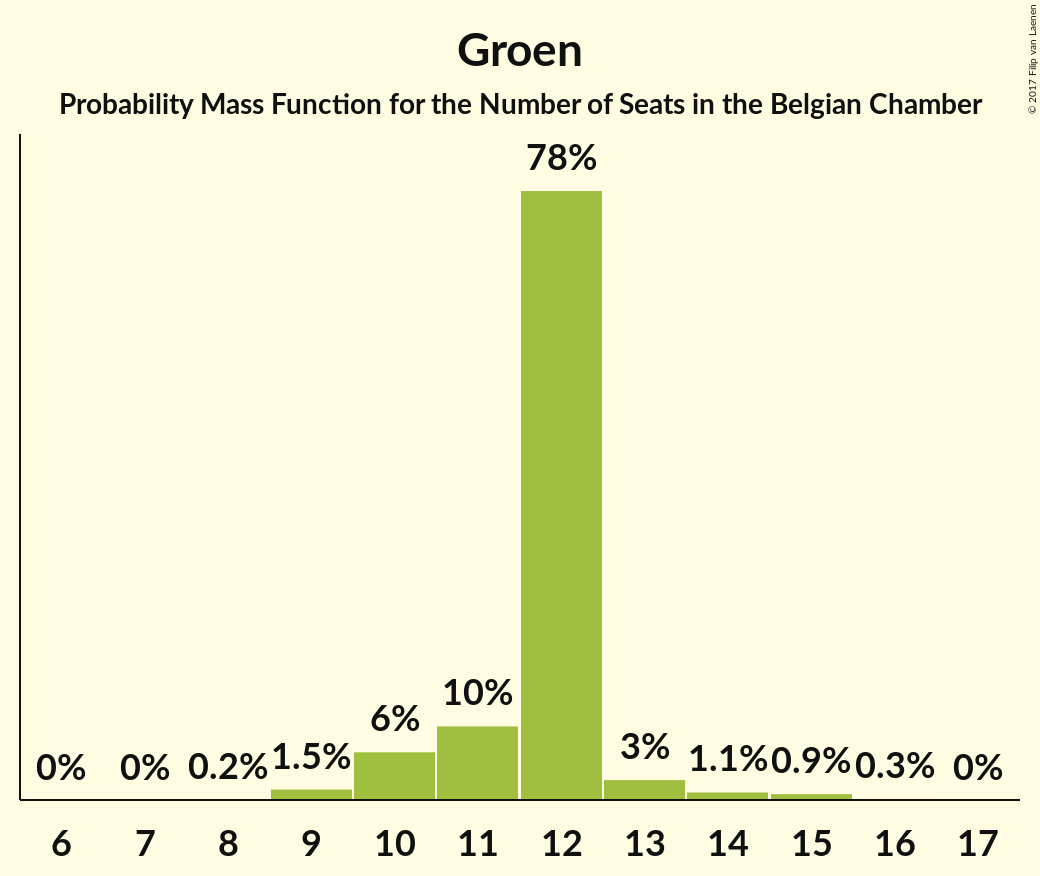 Groen
Probability Mass Function for the Number of Seats in the Belgian Chamber
© 2017 Filip van Laenen
78%
10%
6%
3%
0% 0% 0.2% 1.5% 1.1% 0.9% 0.3% 0%
6 7 8 9 10 11 12 13 14 15 16 17